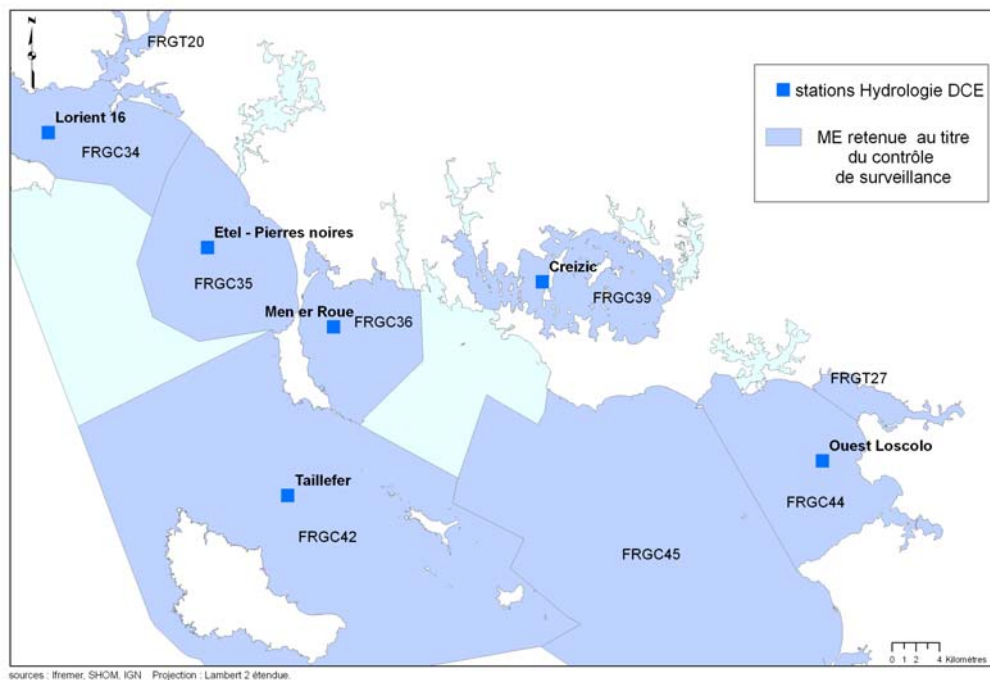 N
FRGT20
stations Hydrologie DCE
Lorient 16
FRGC34
ME retenue au titre
du contrôle
de surveillance
Etel - Pierres noires
FRGC35
Creizic
FRGC39
Men er Roue
FRGC36
FRGT27
Ouest Loscolo
FRGC44
Taillefer
FRGC42
FRGC45
0 1 2 4 Kilomètres
sources : Ifremer, SHOM, IGN Projection : Lambert 2 étendue.